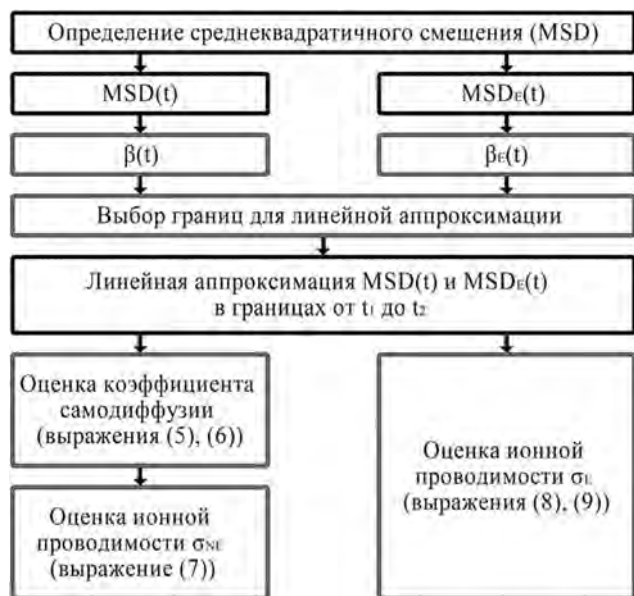 Определение среднеквадратичного смещения (MSD)
MSD(t)
MSDE(t)
β(t)
βE(t)
Выбор границ для линейной аппроксимации
Линейная аппроксимация MSD(t) и MSDE(t)
в границах от t1 до t2
Оценка коэффициента
самодиффузии
(выражения (5), (6))
Оценка ионной
проводимости σNE
(выражение (7))
Оценка ионной
проводимости σE
(выражения (8), (9))